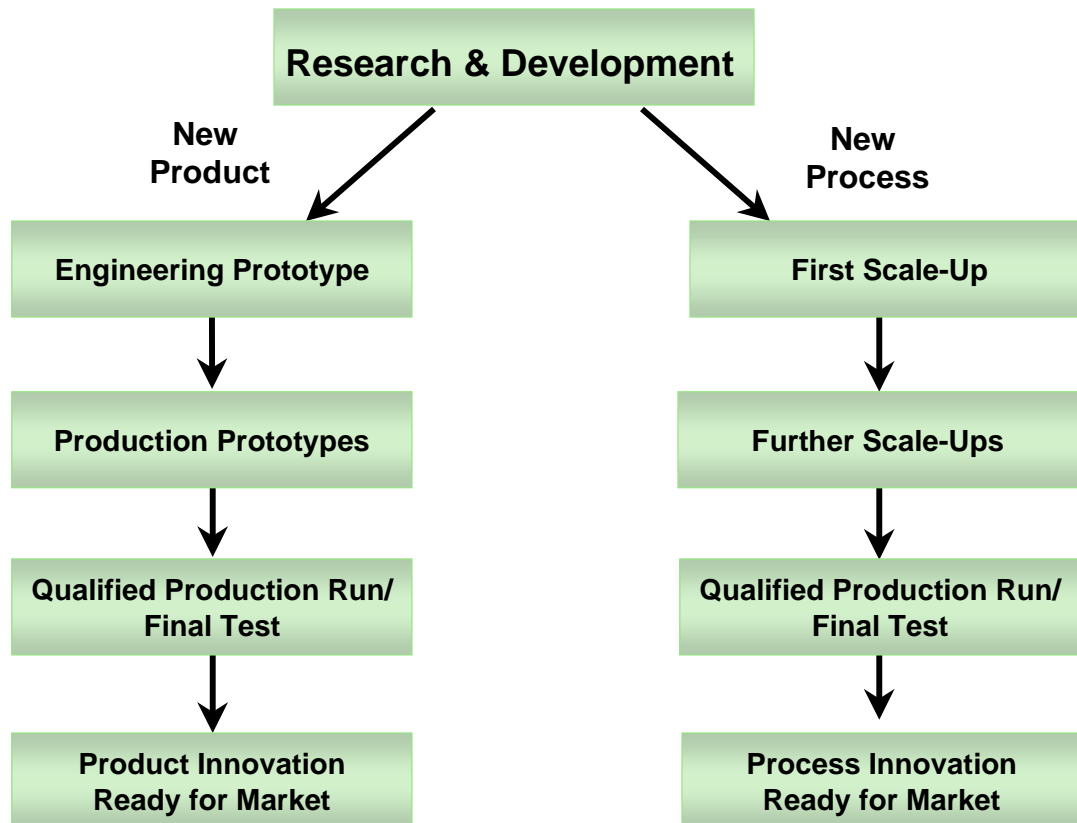 Research & Development
New
Product
New
Process
Engineering Prototype
First Scale-Up
Production Prototypes
Further Scale-Ups
Qualified Production Run/
Final Test
Qualified Production Run/
Final Test
Product Innovation
Ready for Market
Process Innovation
Ready for Market